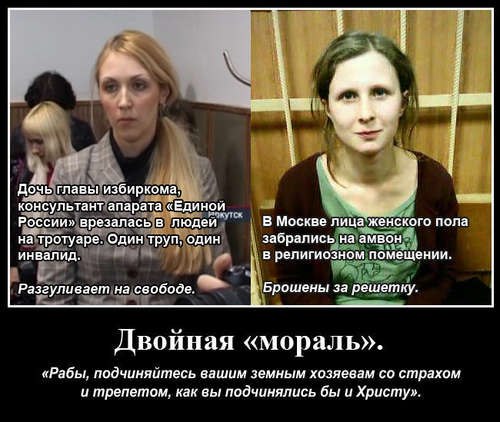 Дочь главы избиркома,
консультант аппарата «Единой
России» врезалась в людей
на тротуаре. Один труп, один
инвалид.
Разгуливает на свободе.
Иркутск
В Москве лица женского пола
забрались на амвон
в религиозном помещении.
Брошены за решетку.
Двойная «мораль».
«Рабы, подчиняйтесь вашим земным хозяевам со страхом
и трепетом, как вы подчинялись бы и Христу».